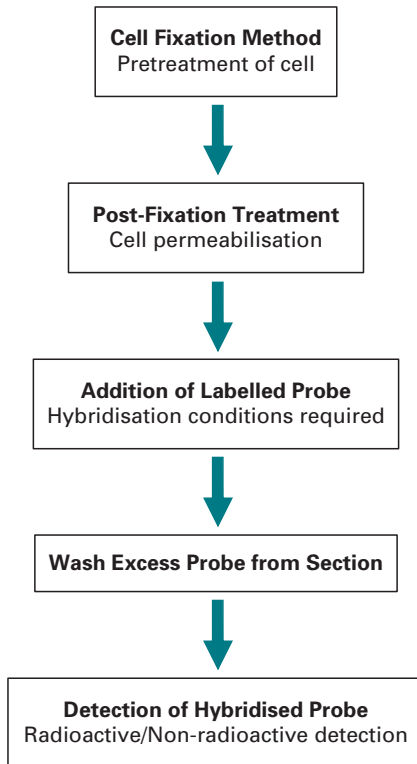 Cell Fixation Method
Pretreatment of cell
Post-Fixation Treatment
Cell permeabilisation
Addition of Labelled Probe
Hybridisation conditions required
Wash Excess Probe from Section
Detection of Hybridised Probe
Radioactive/Non-radioactive detection